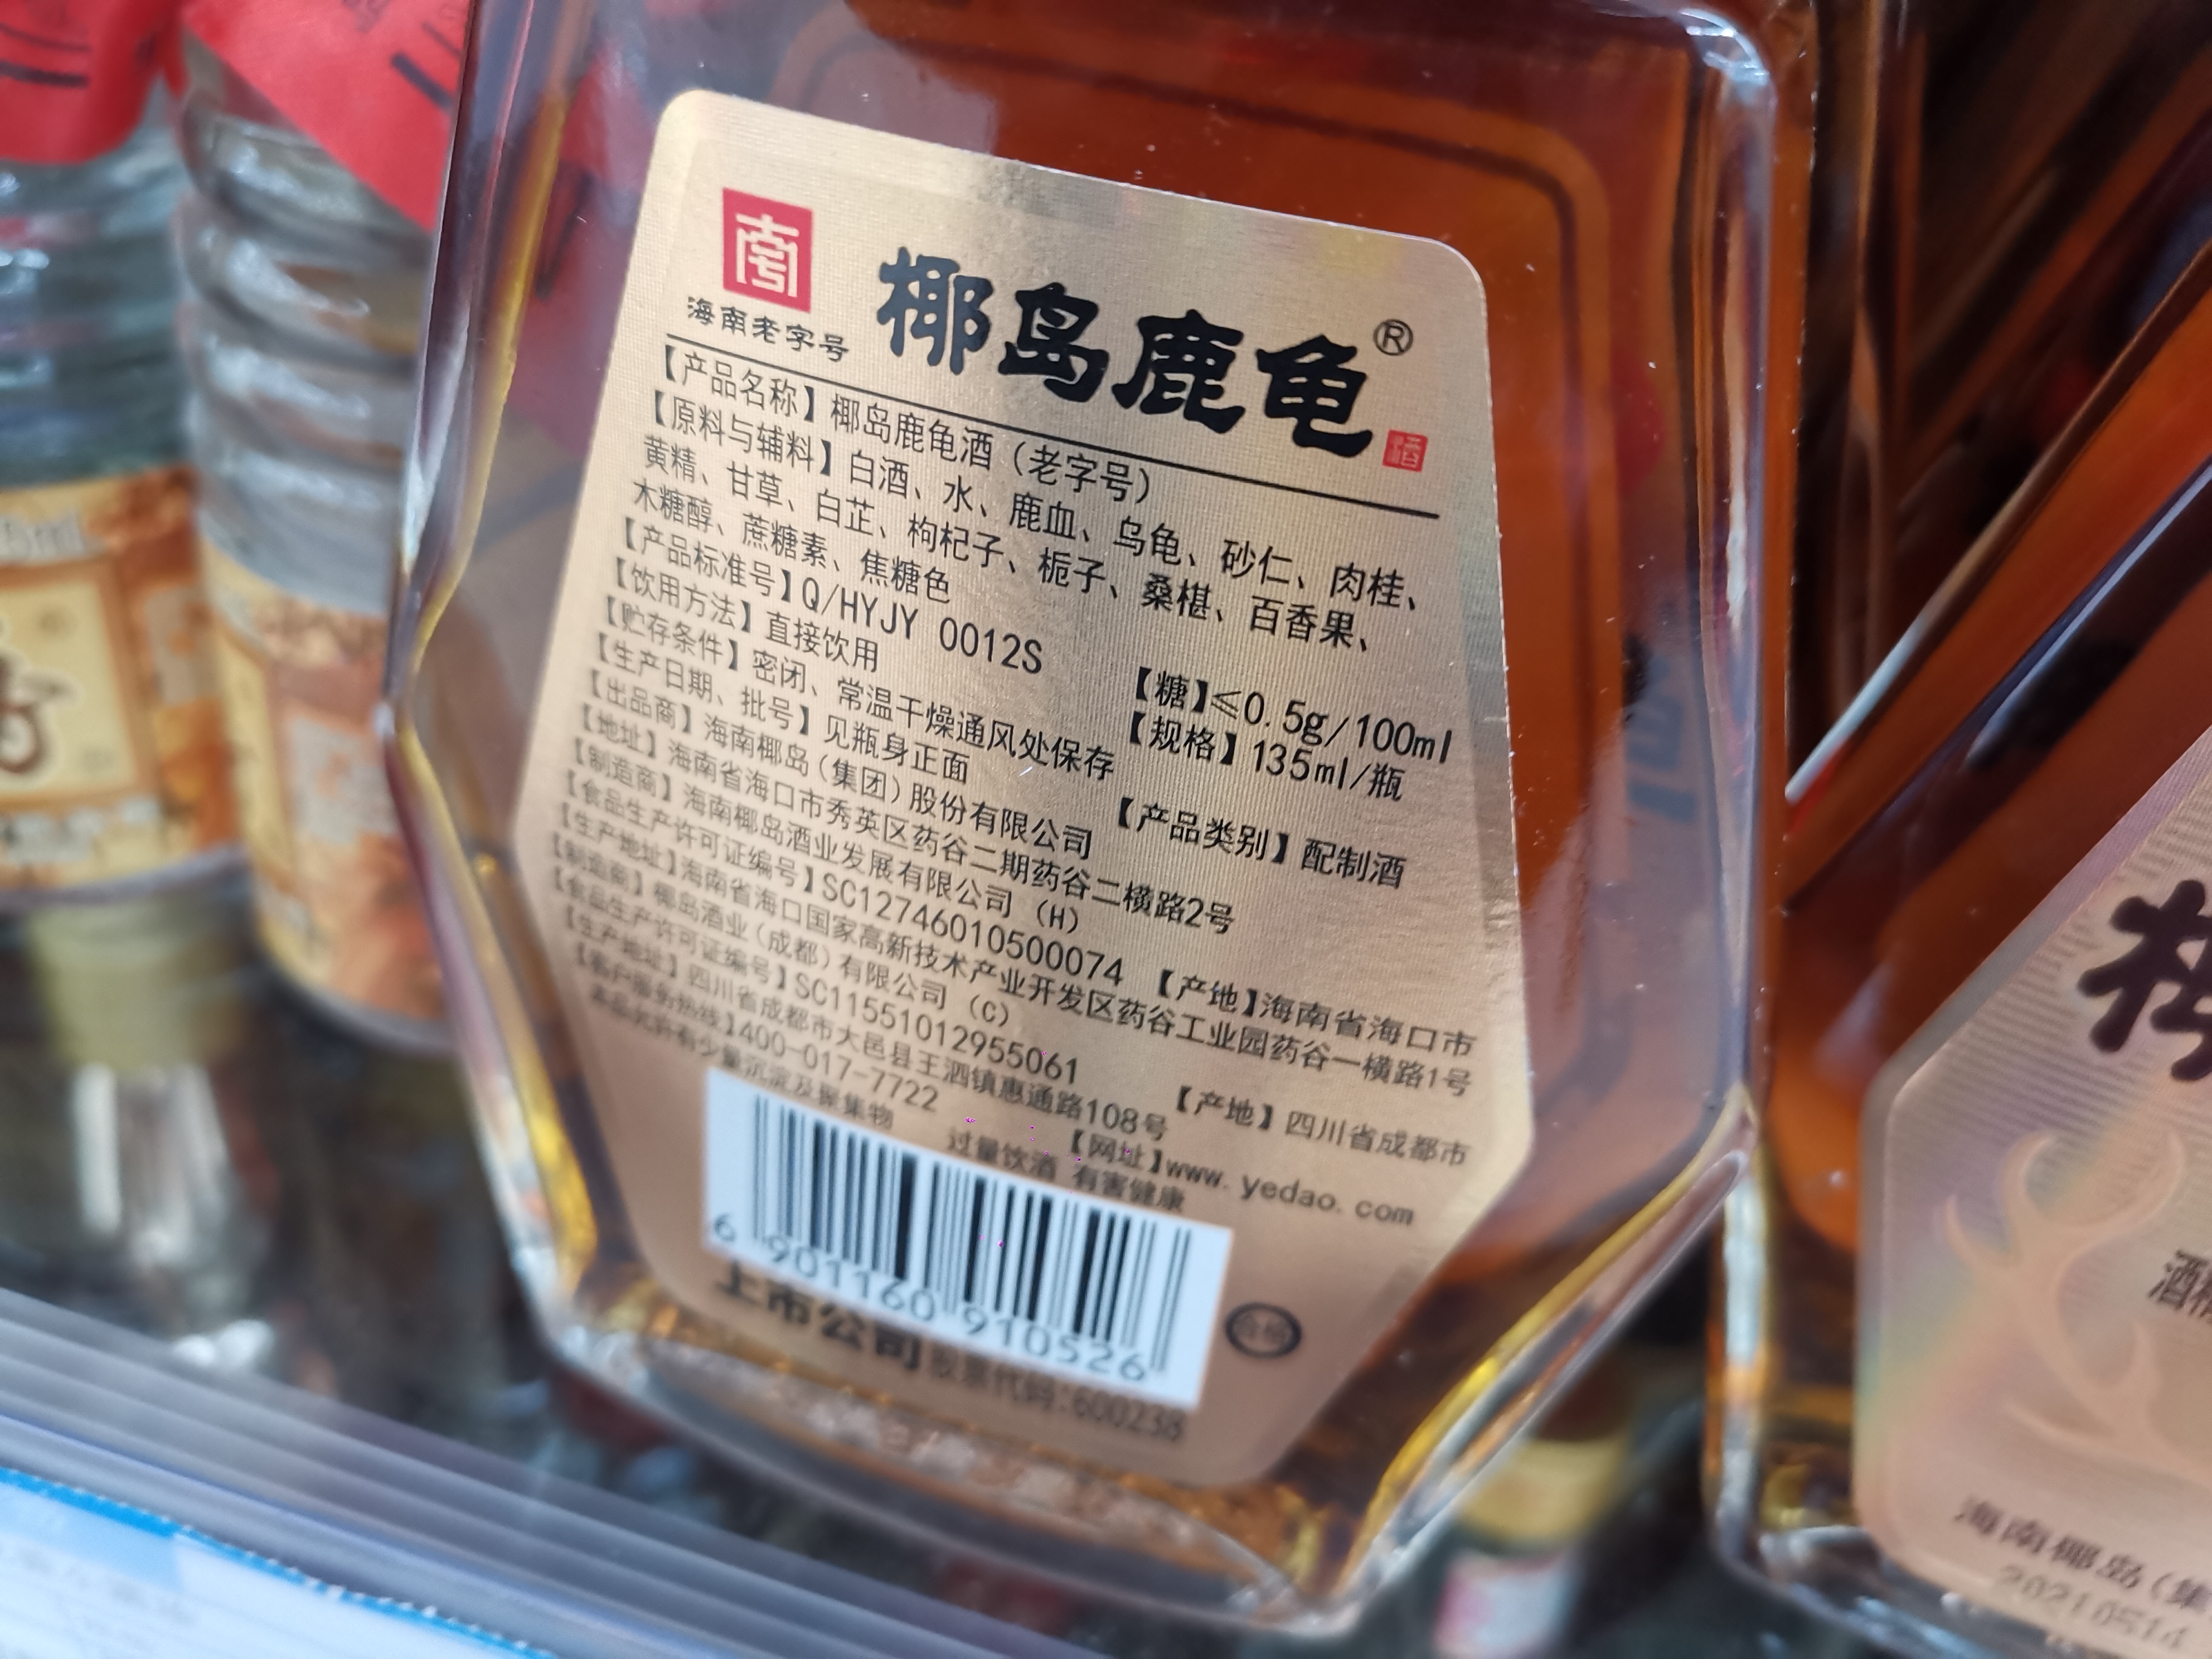 海南老字号
椰岛鹿龟®
【产品名称】椰岛鹿龟酒（老字号）
【原料与辅料】白酒、水、鹿血、乌龟、砂仁、肉桂、
黄精、甘草、白芷、枸杞子、栀子、桑椹、百香果、
木糖醇、蔗糖素、焦糖色
【产品标准号】Q/HYJY 0012S 【糖】≤0.5g/100ml
【饮用方法】直接饮用 【规格】135ml/瓶
【贮存条件】密闭、常温干燥通风处保存
【生产日期、批号】见瓶身正面 【产品类别】配制酒
【出品商】海南椰岛（集团）股份有限公司
【地址】海南省海口市秀英区药谷二期药谷二横路2号
【制造商】海南椰岛酒业发展有限公司（H）
【食品生产许可证编号】SC12746010500074 【产地】海南省海口市
【生产地址】海南省海口国家高新技术产业开发区药谷工业园药谷一横路1号
【制造商】椰岛酒业（成都）有限公司（C）
【食品生产许可证编号】SC11551012955061 【产地】四川省成都市
【生产地址】四川省成都市大邑县王泗镇惠通路108号
【客户服务热线】400-017-7722 【网址】www.yedao.com
本品允许有少量沉淀及聚集物 过量饮酒 有害健康
6 901160 910526
上市公司 股票代码:600238
海南椰岛（集
20210514